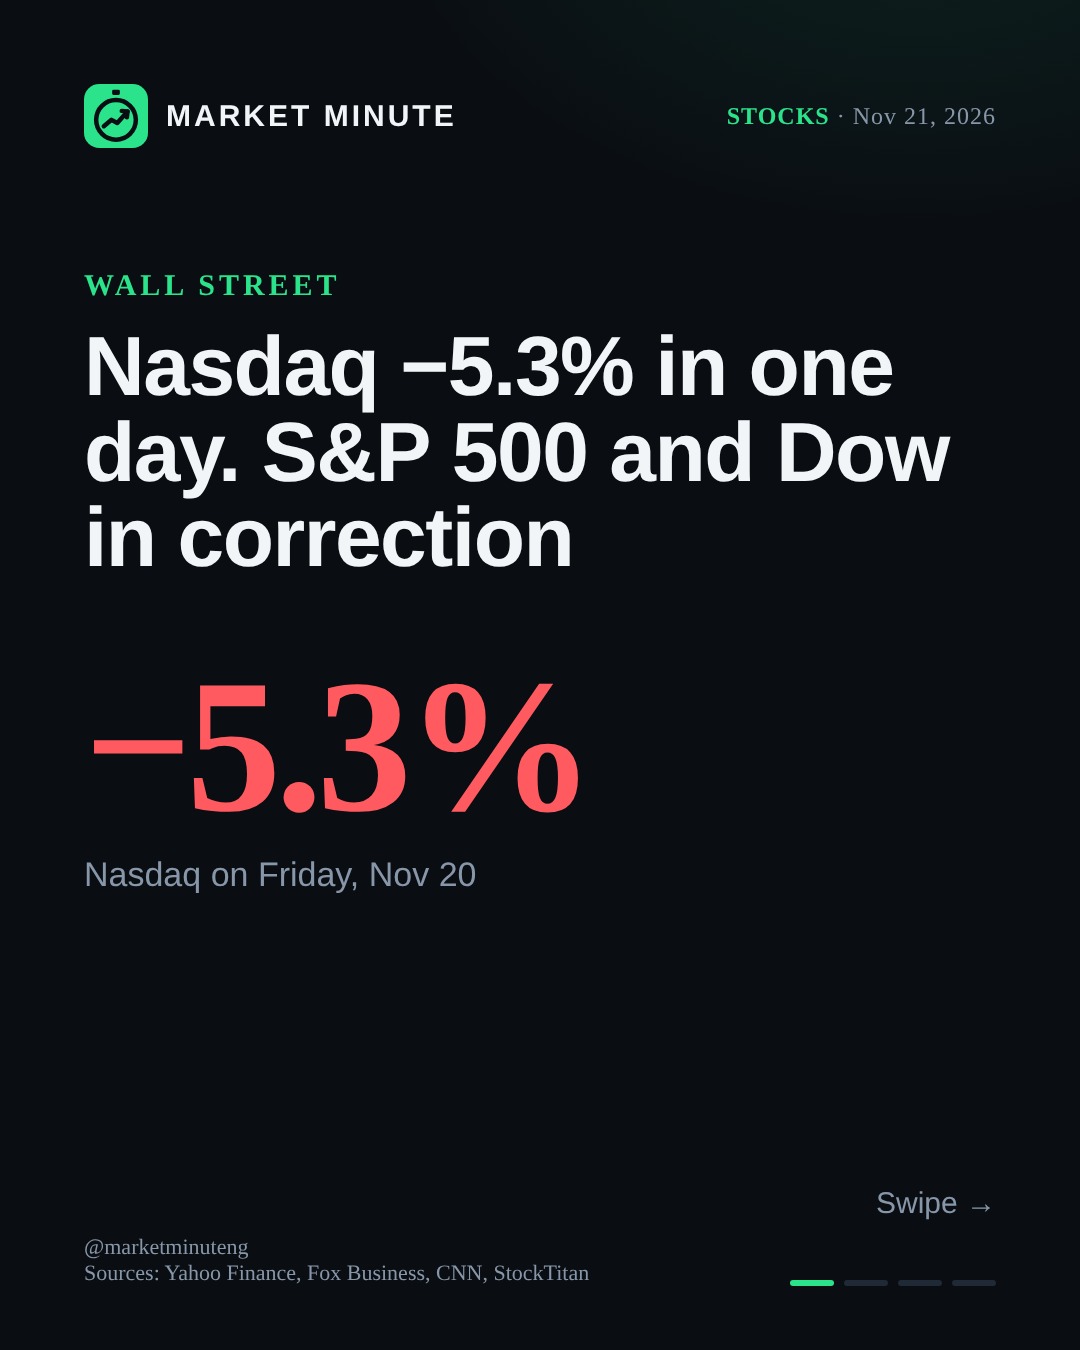 MARKET MINUTE
STOCKS · Nov 21, 2026
WALL STREET
Nasdaq −5.3% in one
day. S&P 500 and Dow
in correction
−5.3%
Nasdaq on Friday, Nov 20
Swipe →
@marketminuteng
Sources: Yahoo Finance, Fox Business, CNN, StockTitan